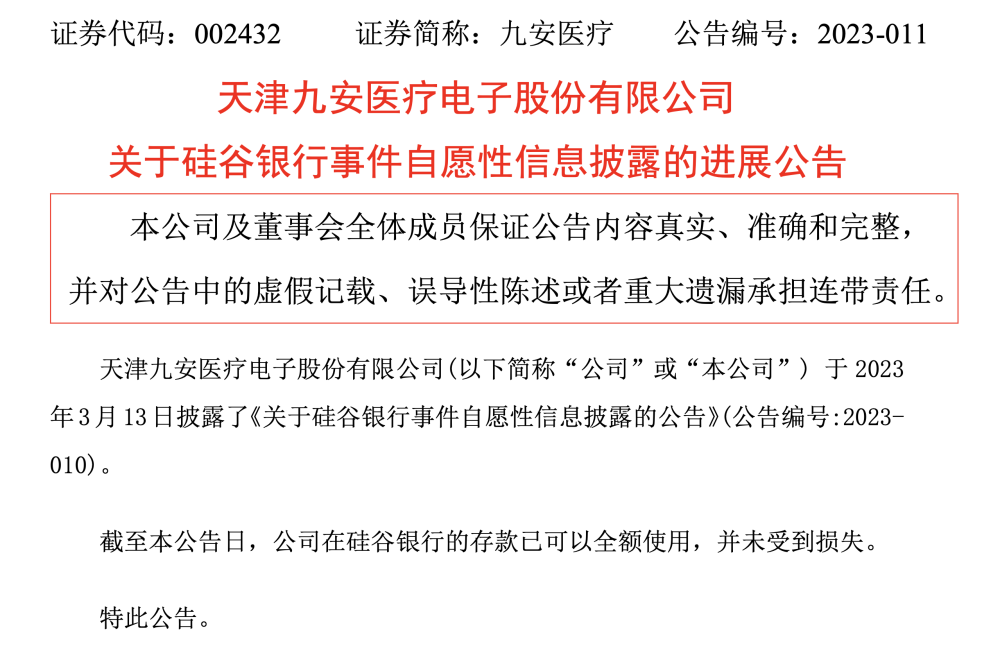 证券代码：002432 证券简称：九安医疗 公告编号：2023-011
天津九安医疗电子股份有限公司
关于硅谷银行事件自愿性信息披露的进展公告
本公司及董事会全体成员保证公告内容真实、准确和完整，
并对公告中的虚假记载、误导性陈述或者重大遗漏承担连带责任。
天津九安医疗电子股份有限公司(以下简称“公司”或“本公司”) 于 2023
年 3 月 13 日披露了《关于硅谷银行事件自愿性信息披露的公告》(公告编号:2023-
010)。
截至本公告日，公司在硅谷银行的存款已可以全额使用，并未受到损失。
特此公告。